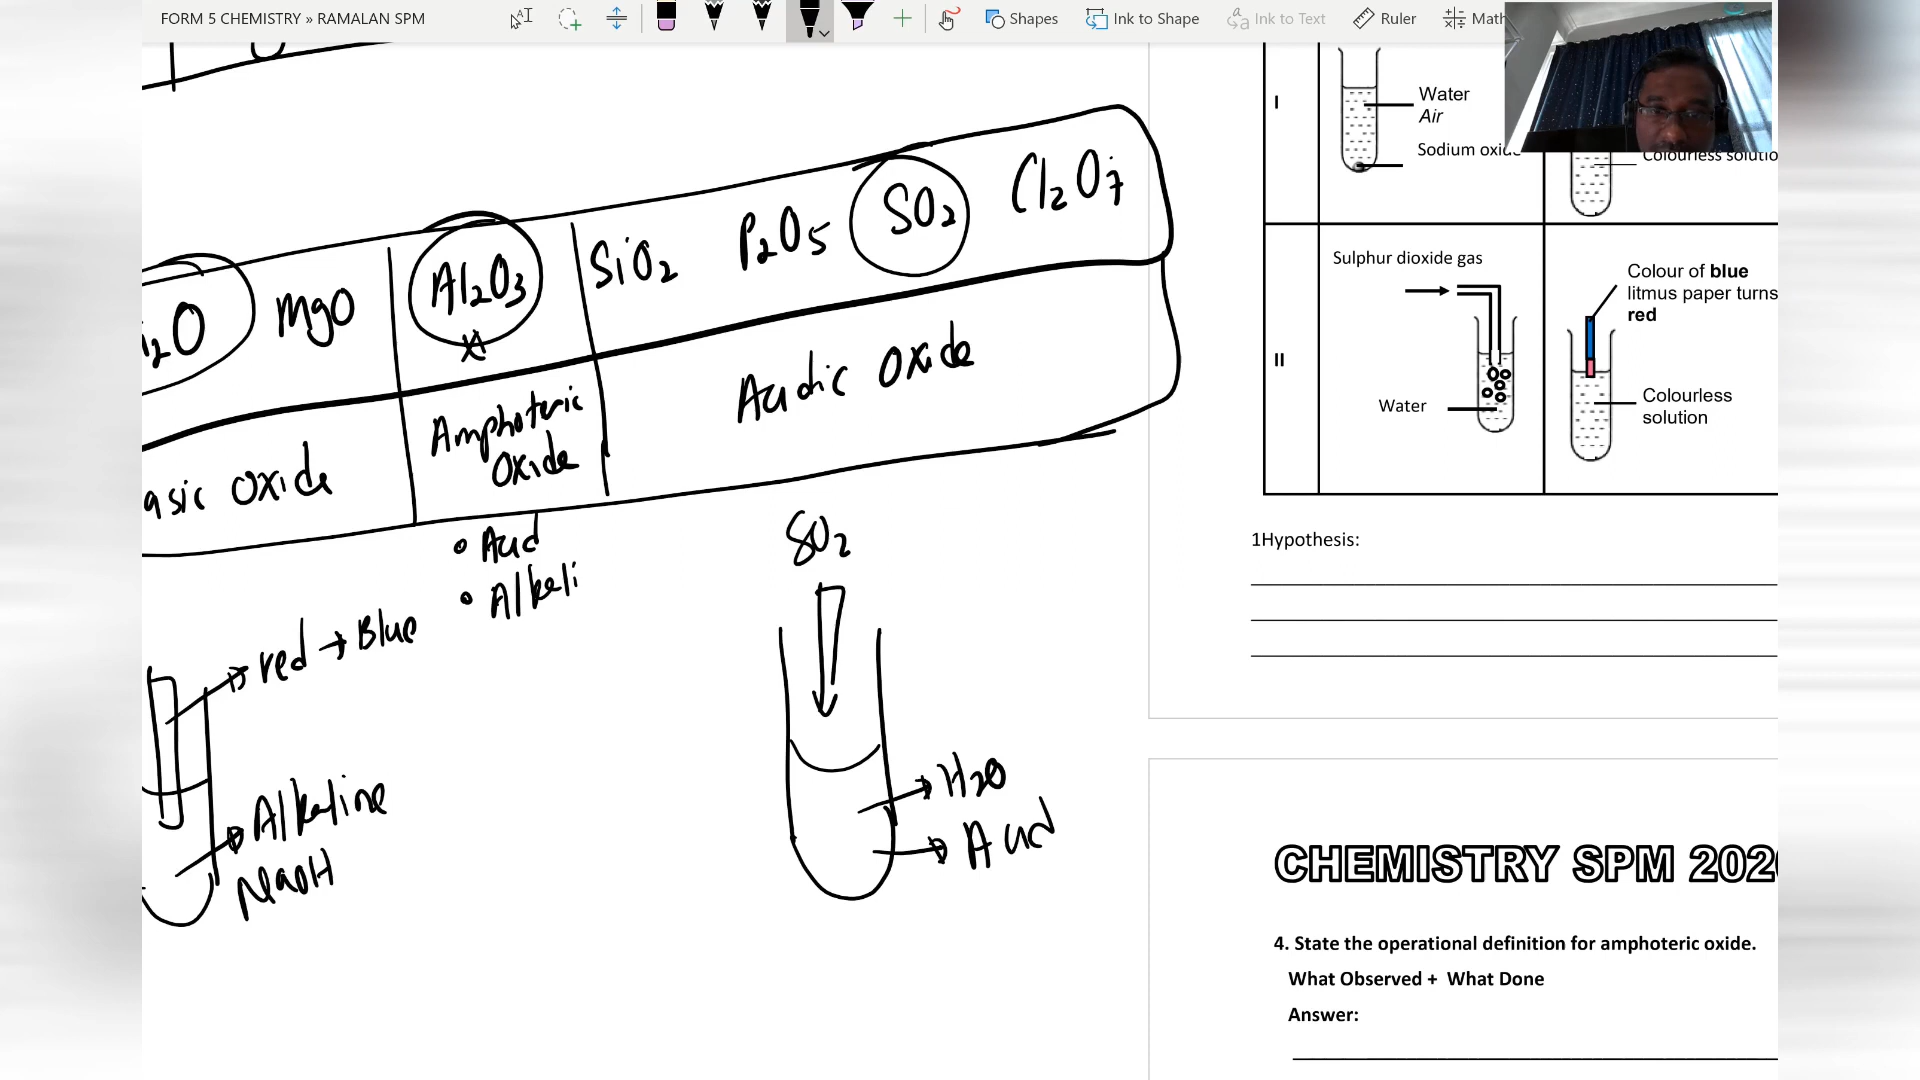 FORM 5 CHEMISTRY » RAMALAN SPM
Shapes
Ink to Shape
Ink to Text
Ruler
Math
MgO
Al2O3
SiO2
P2O5
SO2
Cl2O7
asic oxide
Amphoteric
Oxide
Acidic Oxide
• Acid
• Alkali
red → Blue
Alkaline
NaOH
SO2
H2O
Acid
I
Water
Air
Sodium oxide
Colourless solutio
II
Sulphur dioxide gas
Water
Colour of blue
litmus paper turns
red
Colourless
solution
1Hypothesis:
CHEMISTRY SPM 202
4. State the operational definition for amphoteric oxide.
What Observed + What Done
Answer: